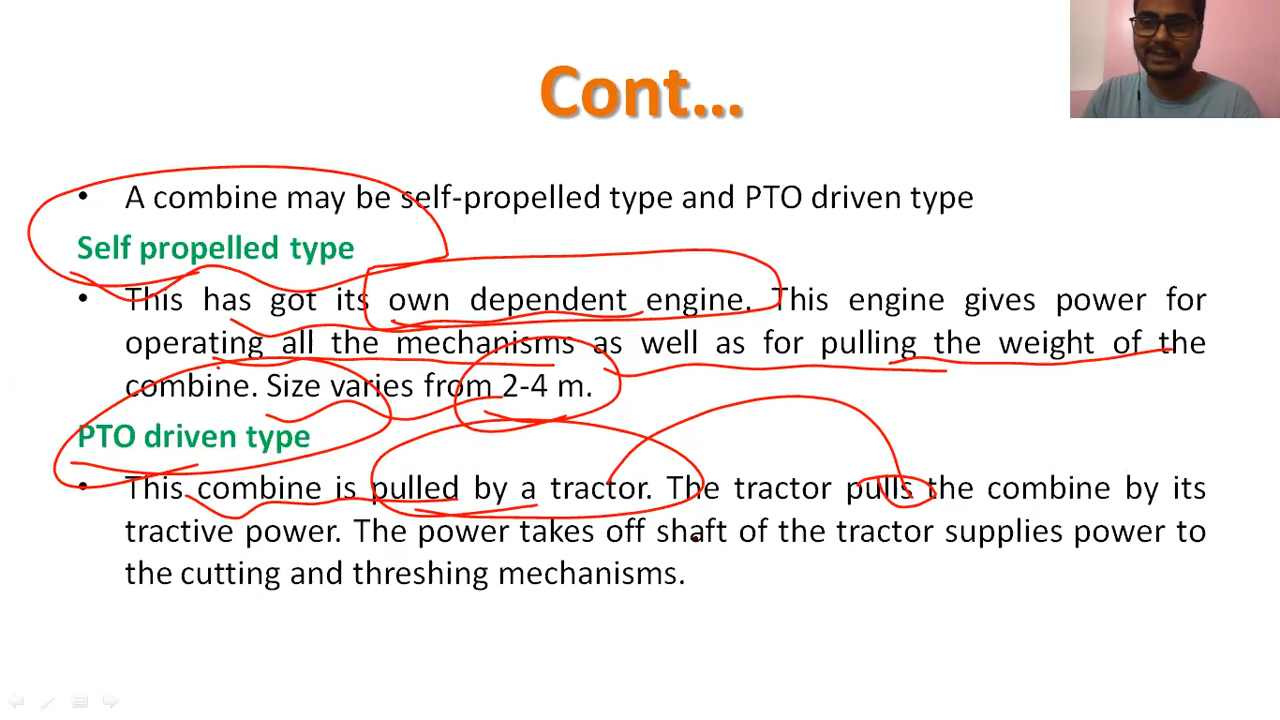 Cont...
• A combine may be self-propelled type and PTO driven type
Self propelled type
• This has got its own dependent engine. This engine gives power for
operating all the mechanisms as well as for pulling the weight of the
combine. Size varies from 2-4 m.
PTO driven type
• This combine is pulled by a tractor. The tractor pulls the combine by its
tractive power. The power takes off shaft of the tractor supplies power to
the cutting and threshing mechanisms.